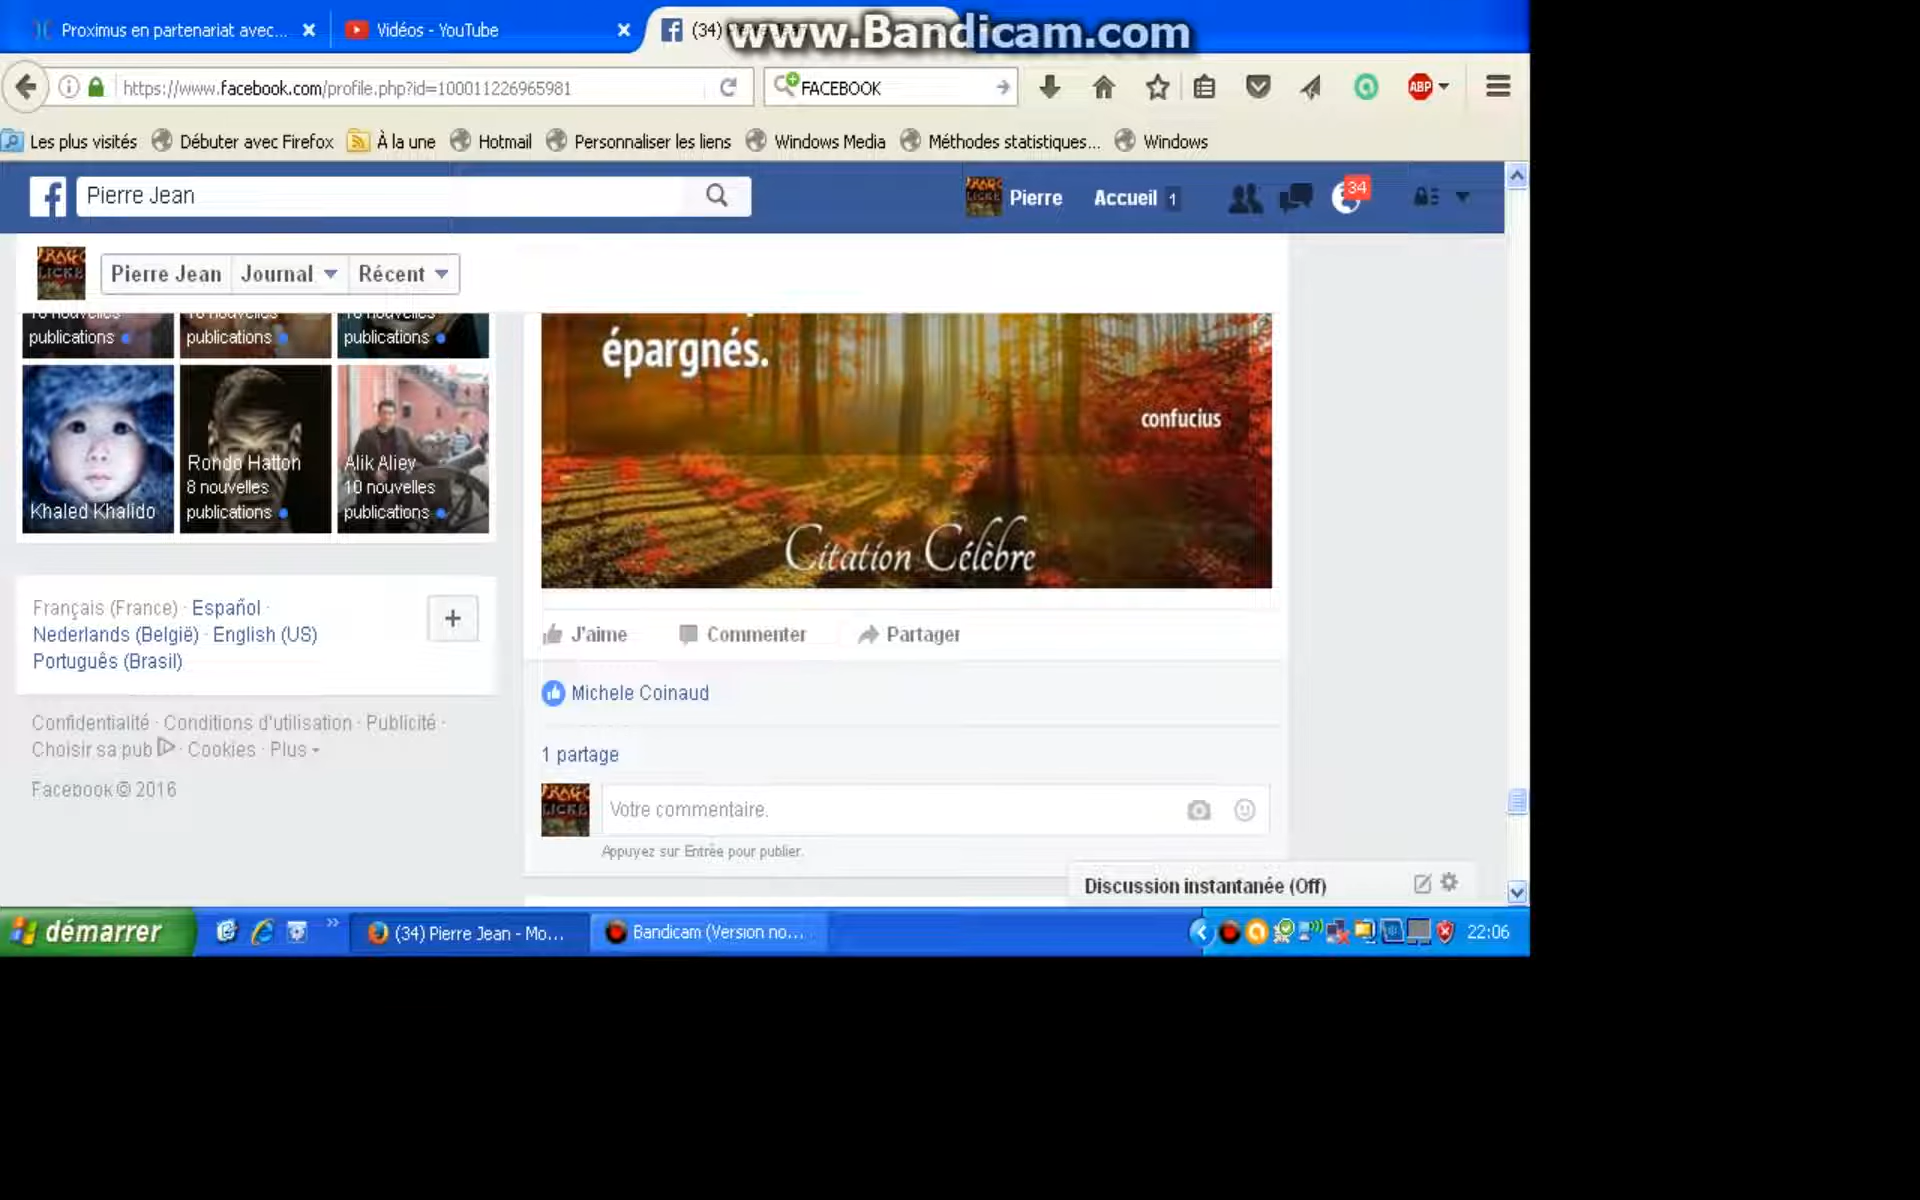 www.Bandicam.com
Proximus en partenariat avec...
Vidéos - YouTube
(34)
https://www.facebook.com/profile.php?id=100011226965981
FACEBOOK
ABP
Les plus visités
Débuter avec Firefox
À la une
Hotmail
Personnaliser les liens
Windows Media
Méthodes statistiques...
Windows
Pierre Jean
Pierre
Accueil 1
34
Pierre Jean
Journal
Récent
publications
publications
publications
Khaled Khalido
Rondo Hatton
8 nouvelles
publications
Alik Aliev
10 nouvelles
publications
épargnés.
confucius
Citation Célèbre
Français (France) · Español ·
Nederlands (België) · English (US)
Português (Brasil)
+
Confidentialité · Conditions d'utilisation · Publicité ·
Choisir sa pub · Cookies · Plus
Facebook © 2016
J'aime
Commenter
Partager
Michele Coinaud
1 partage
Votre commentaire.
Appuyez sur Entrée pour publier.
Discussion instantanée (Off)
démarrer
(34) Pierre Jean - Mo...
Bandicam (Version no...
22:06